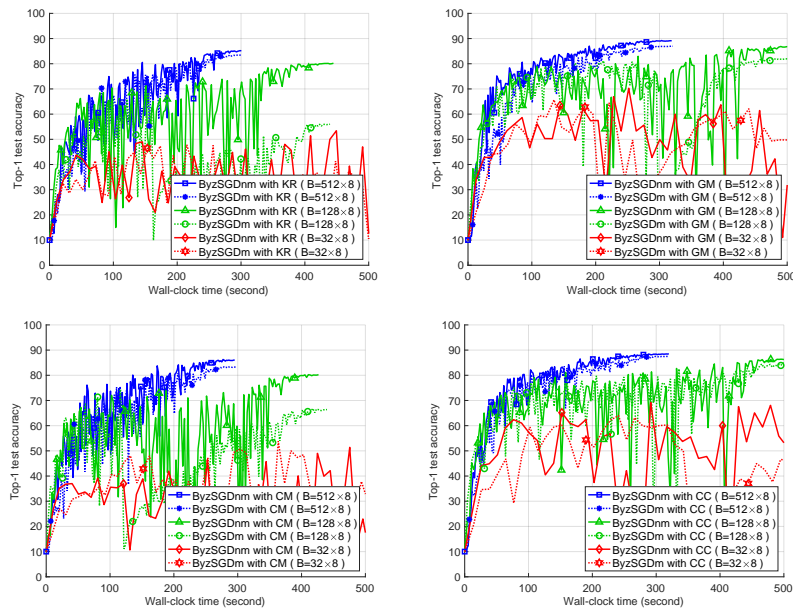 100
90
80
70
60
50
40
30
20
10
0
Top-1 test accuracy
ByzSGDnm with KR ( B=512×8 )
ByzSGDm with KR ( B=512×8 )
ByzSGDnm with KR ( B=128×8 )
ByzSGDm with KR ( B=128×8 )
ByzSGDnm with KR ( B=32×8 )
ByzSGDm with KR ( B=32×8 )
0 100 200 300 400 500
Wall-clock time (second)
100
90
80
70
60
50
40
30
20
10
0
Top-1 test accuracy
ByzSGDnm with GM ( B=512×8 )
ByzSGDm with GM ( B=512×8 )
ByzSGDnm with GM ( B=128×8 )
ByzSGDm with GM ( B=128×8 )
ByzSGDnm with GM ( B=32×8 )
ByzSGDm with GM ( B=32×8 )
0 100 200 300 400 500
Wall-clock time (second)
100
90
80
70
60
50
40
30
20
10
0
Top-1 test accuracy
ByzSGDnm with CM ( B=512×8 )
ByzSGDm with CM ( B=512×8 )
ByzSGDnm with CM ( B=128×8 )
ByzSGDm with CM ( B=128×8 )
ByzSGDnm with CM ( B=32×8 )
ByzSGDm with CM ( B=32×8 )
0 100 200 300 400 500
Wall-clock time (second)
100
90
80
70
60
50
40
30
20
10
0
Top-1 test accuracy
ByzSGDnm with CC ( B=512×8 )
ByzSGDm with CC ( B=512×8 )
ByzSGDnm with CC ( B=128×8 )
ByzSGDm with CC ( B=128×8 )
ByzSGDnm with CC ( B=32×8 )
ByzSGDm with CC ( B=32×8 )
0 100 200 300 400 500
Wall-clock time (second)